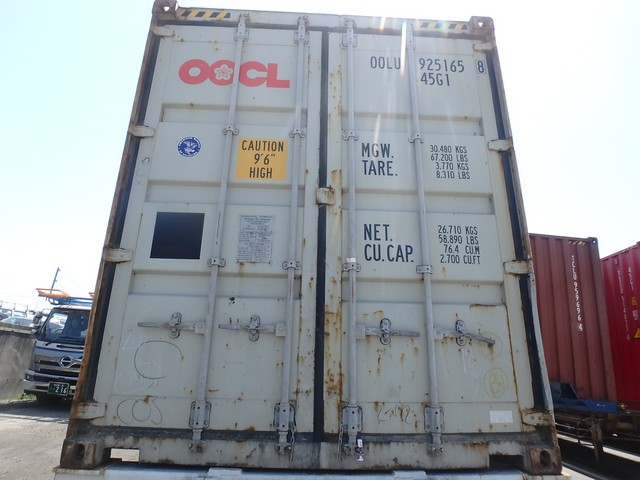 OOCL
OOLU 925165 8
45G1
CAUTION
9'6"
HIGH
MGW. 30.480 KGS
67.200 LBS
TARE. 3.770 KGS
8.310 LBS
NET. 26.710 KGS
58.890 LBS
CU.CAP. 76.4 CU.M
2.700 CU.FT